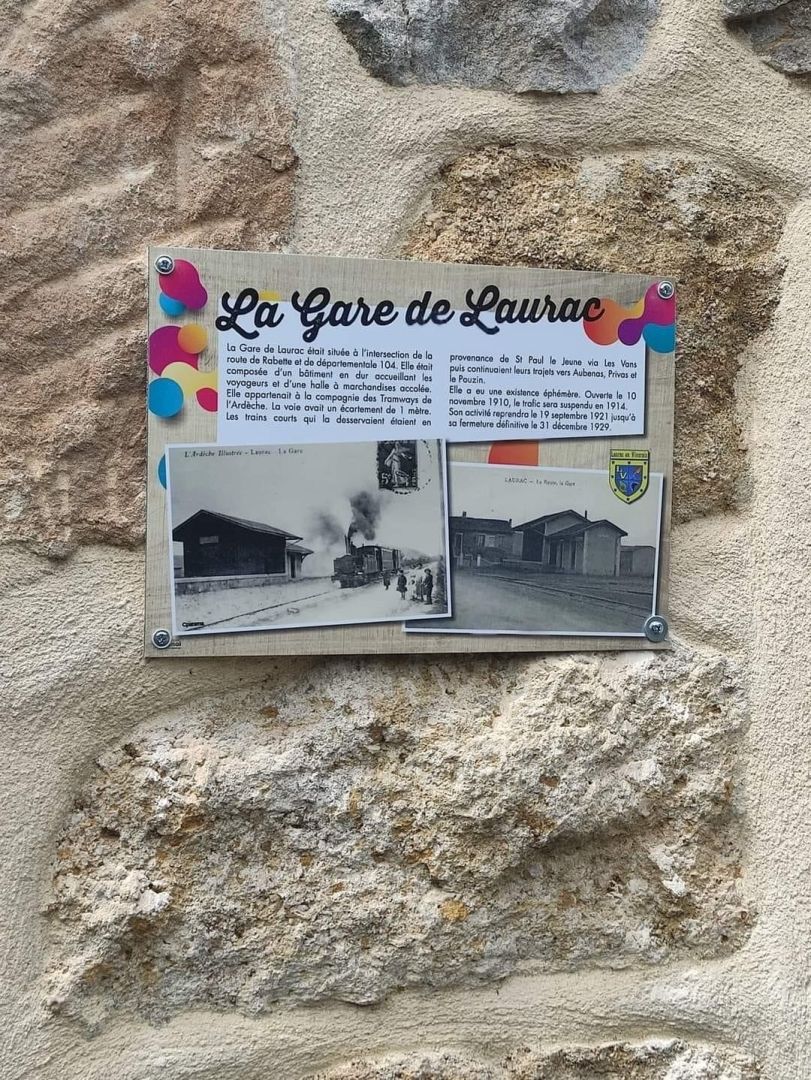 La Gare de Laurac
La Gare de Laurac était située à l'intersection de la
route de Rabette et de départementale 104. Elle était
composée d'un bâtiment en dur accueillant les
voyageurs et d'une halle à marchandises accolée.
Elle appartenait à la compagnie des Tramways de
l'Ardèche. La voie avait un écartement de 1 mètre.
Les trains courts qui la desservaient étaient en
provenance de St Paul le Jeune via Les Vans
puis continuaient leurs trajets vers Aubenas, Privas et
le Pouzin.
Elle a eu une existence éphémère. Ouverte le 10
novembre 1910, le trafic sera suspendu en 1914.
Son activité reprendra le 19 septembre 1921 jusqu'à
sa fermeture définitive le 31 décembre 1929.
L'Ardèche Illustrée - Laurac - La Gare
LAURAC - La Route, la Gare
Laurac en Vivarais
Cparama